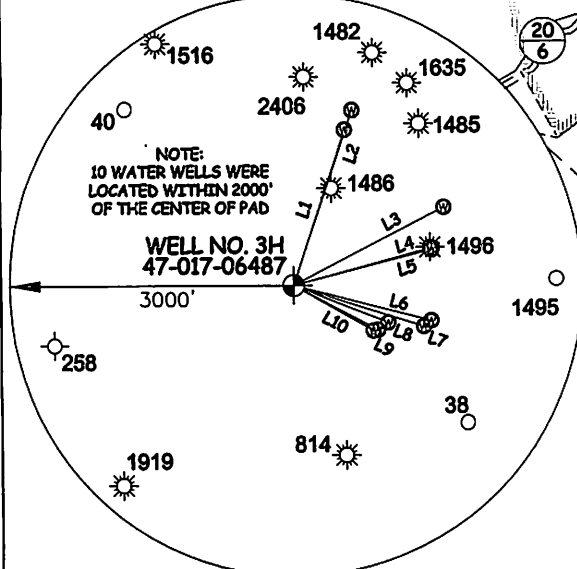 1482
20
6
1516
1635
2406
40
1485
W
W
L2
NOTE:
10 WATER WELLS WERE
LOCATED WITHIN 2000'
OF THE CENTER OF PAD
1486
L1
L3
W
WELL NO. 3H
47-017-06487
L4
L5
1496
3000'
1495
L6
L10
W
L8
L7
L9
258
38
814
1919